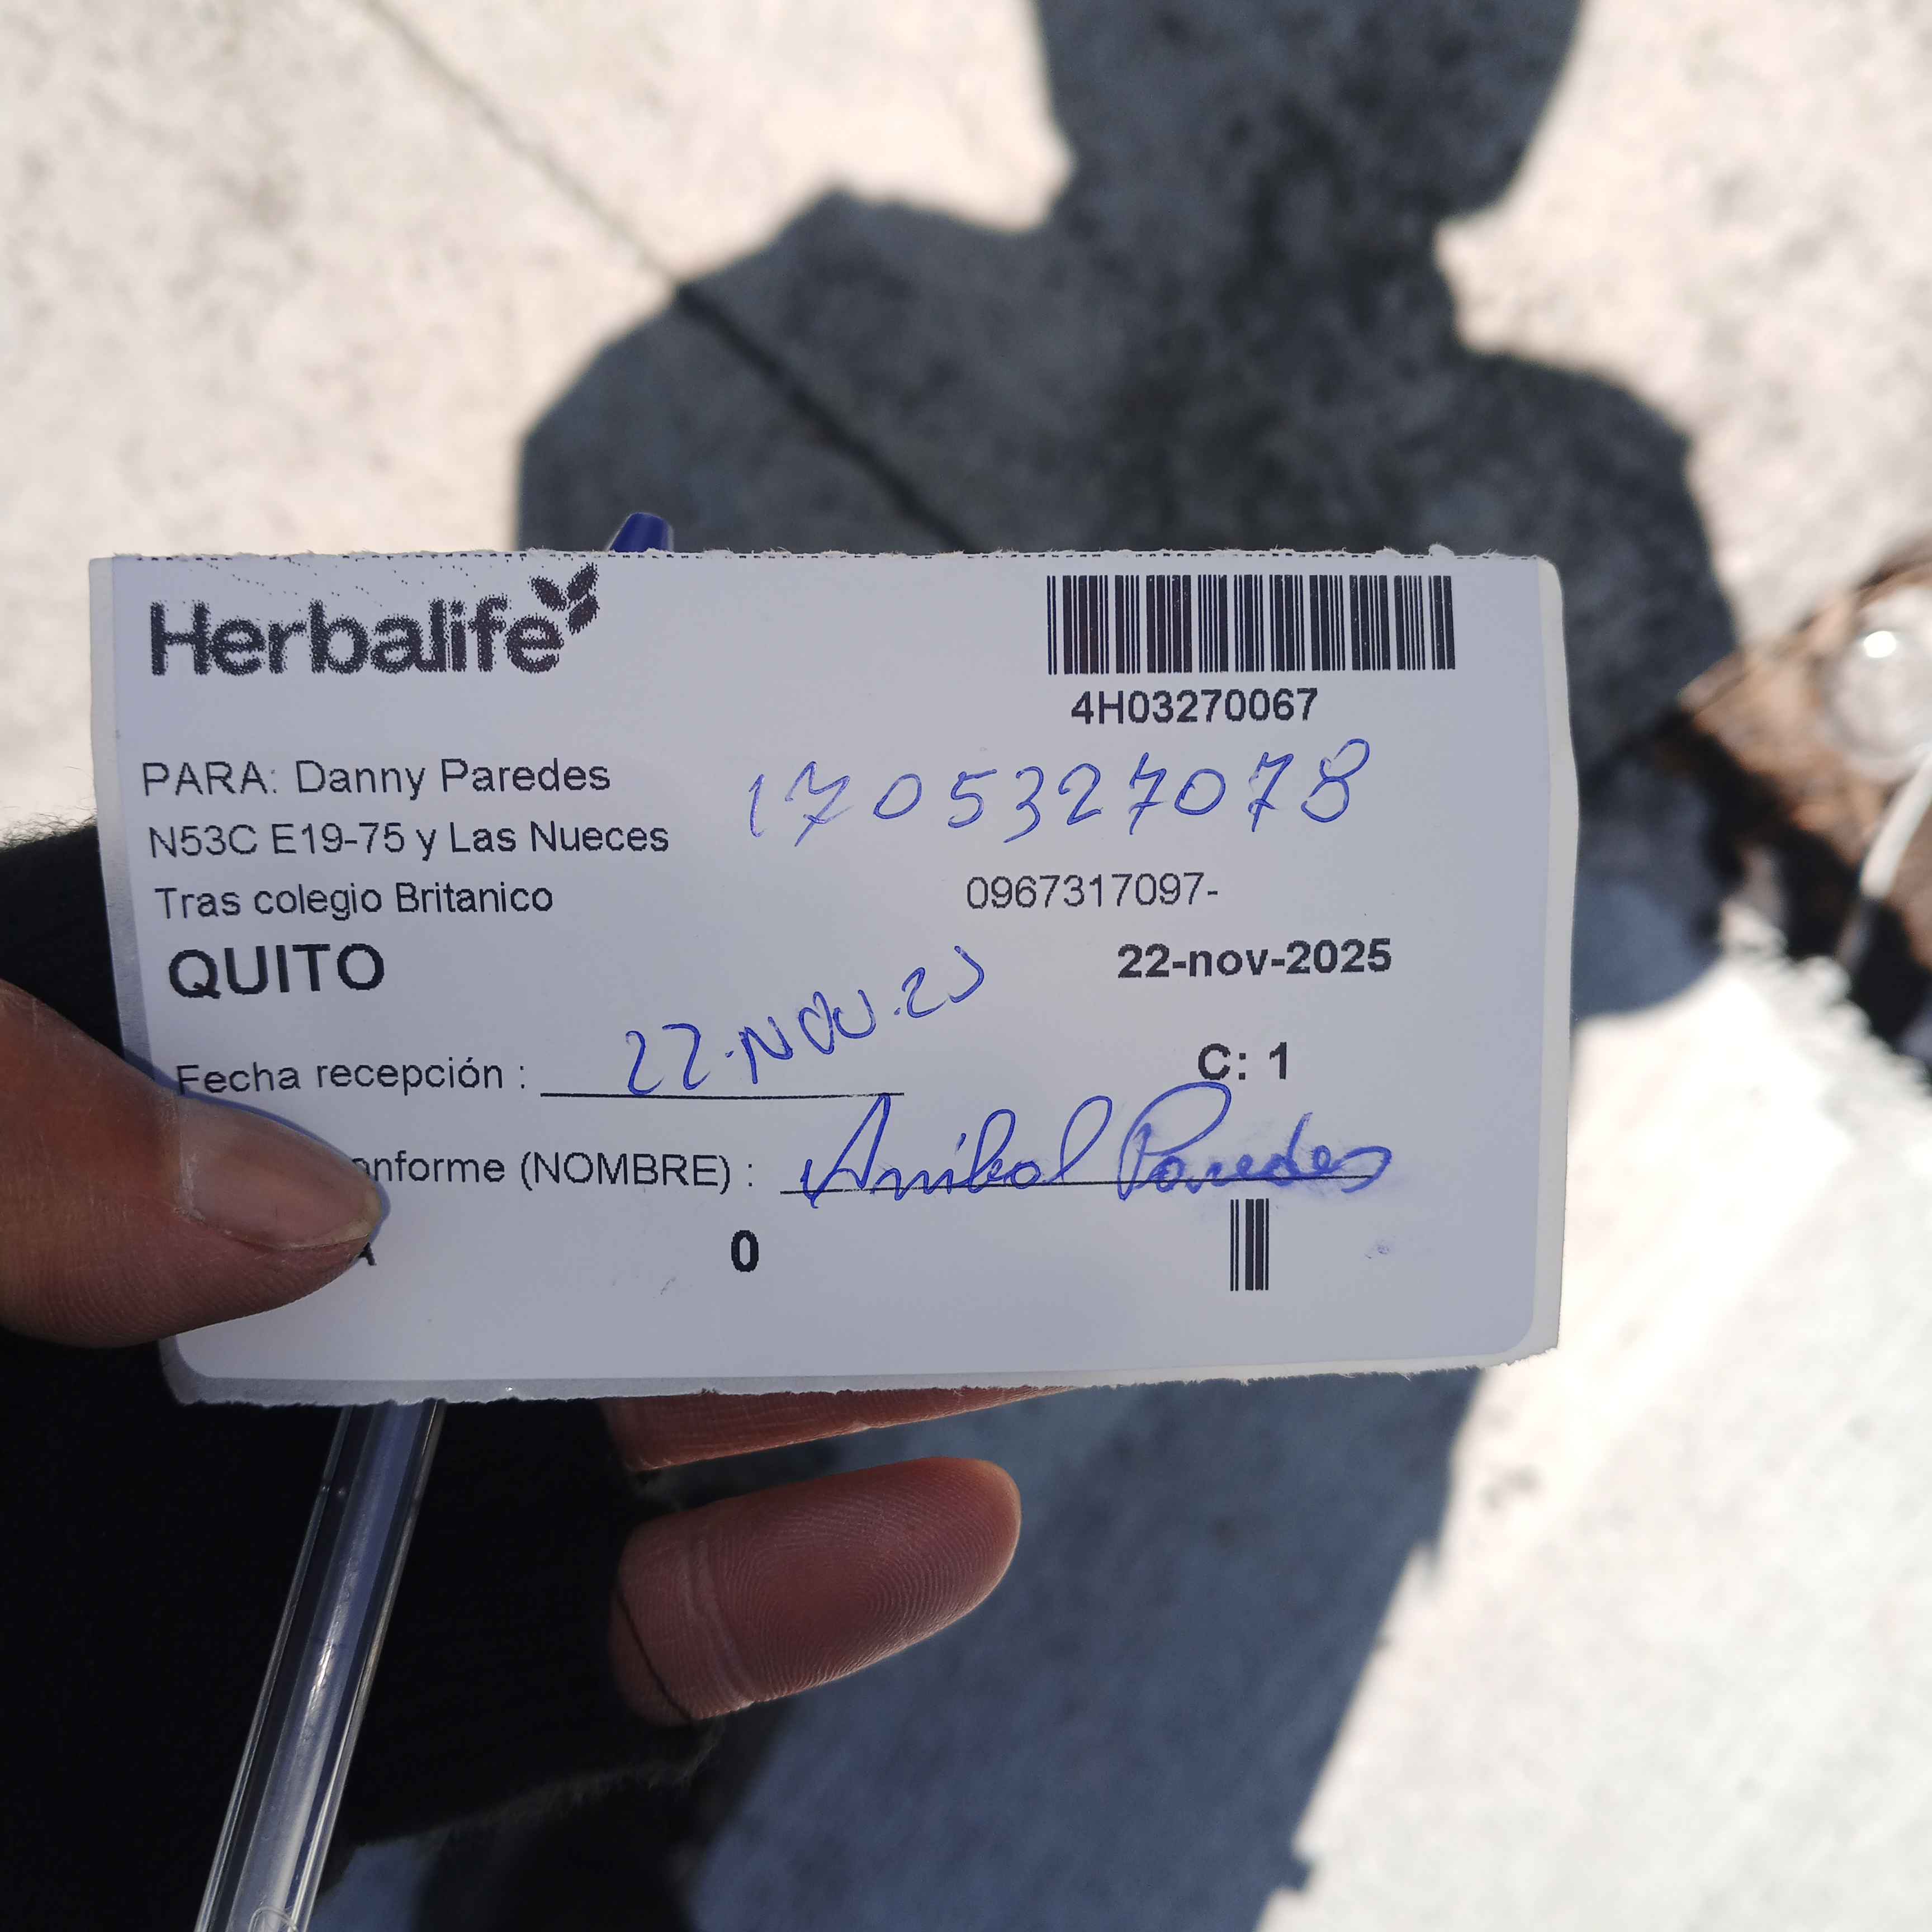 Herbalife
4H03270067
PARA: Danny Paredes
1705327078
N53C E19-75 y Las Nueces
Tras colegio Britanico
0967317097-
QUITO
22-nov-2025
Fecha recepción : 22.NOV.25
C: 1
onforme (NOMBRE) : Anibal Paredes
A
0